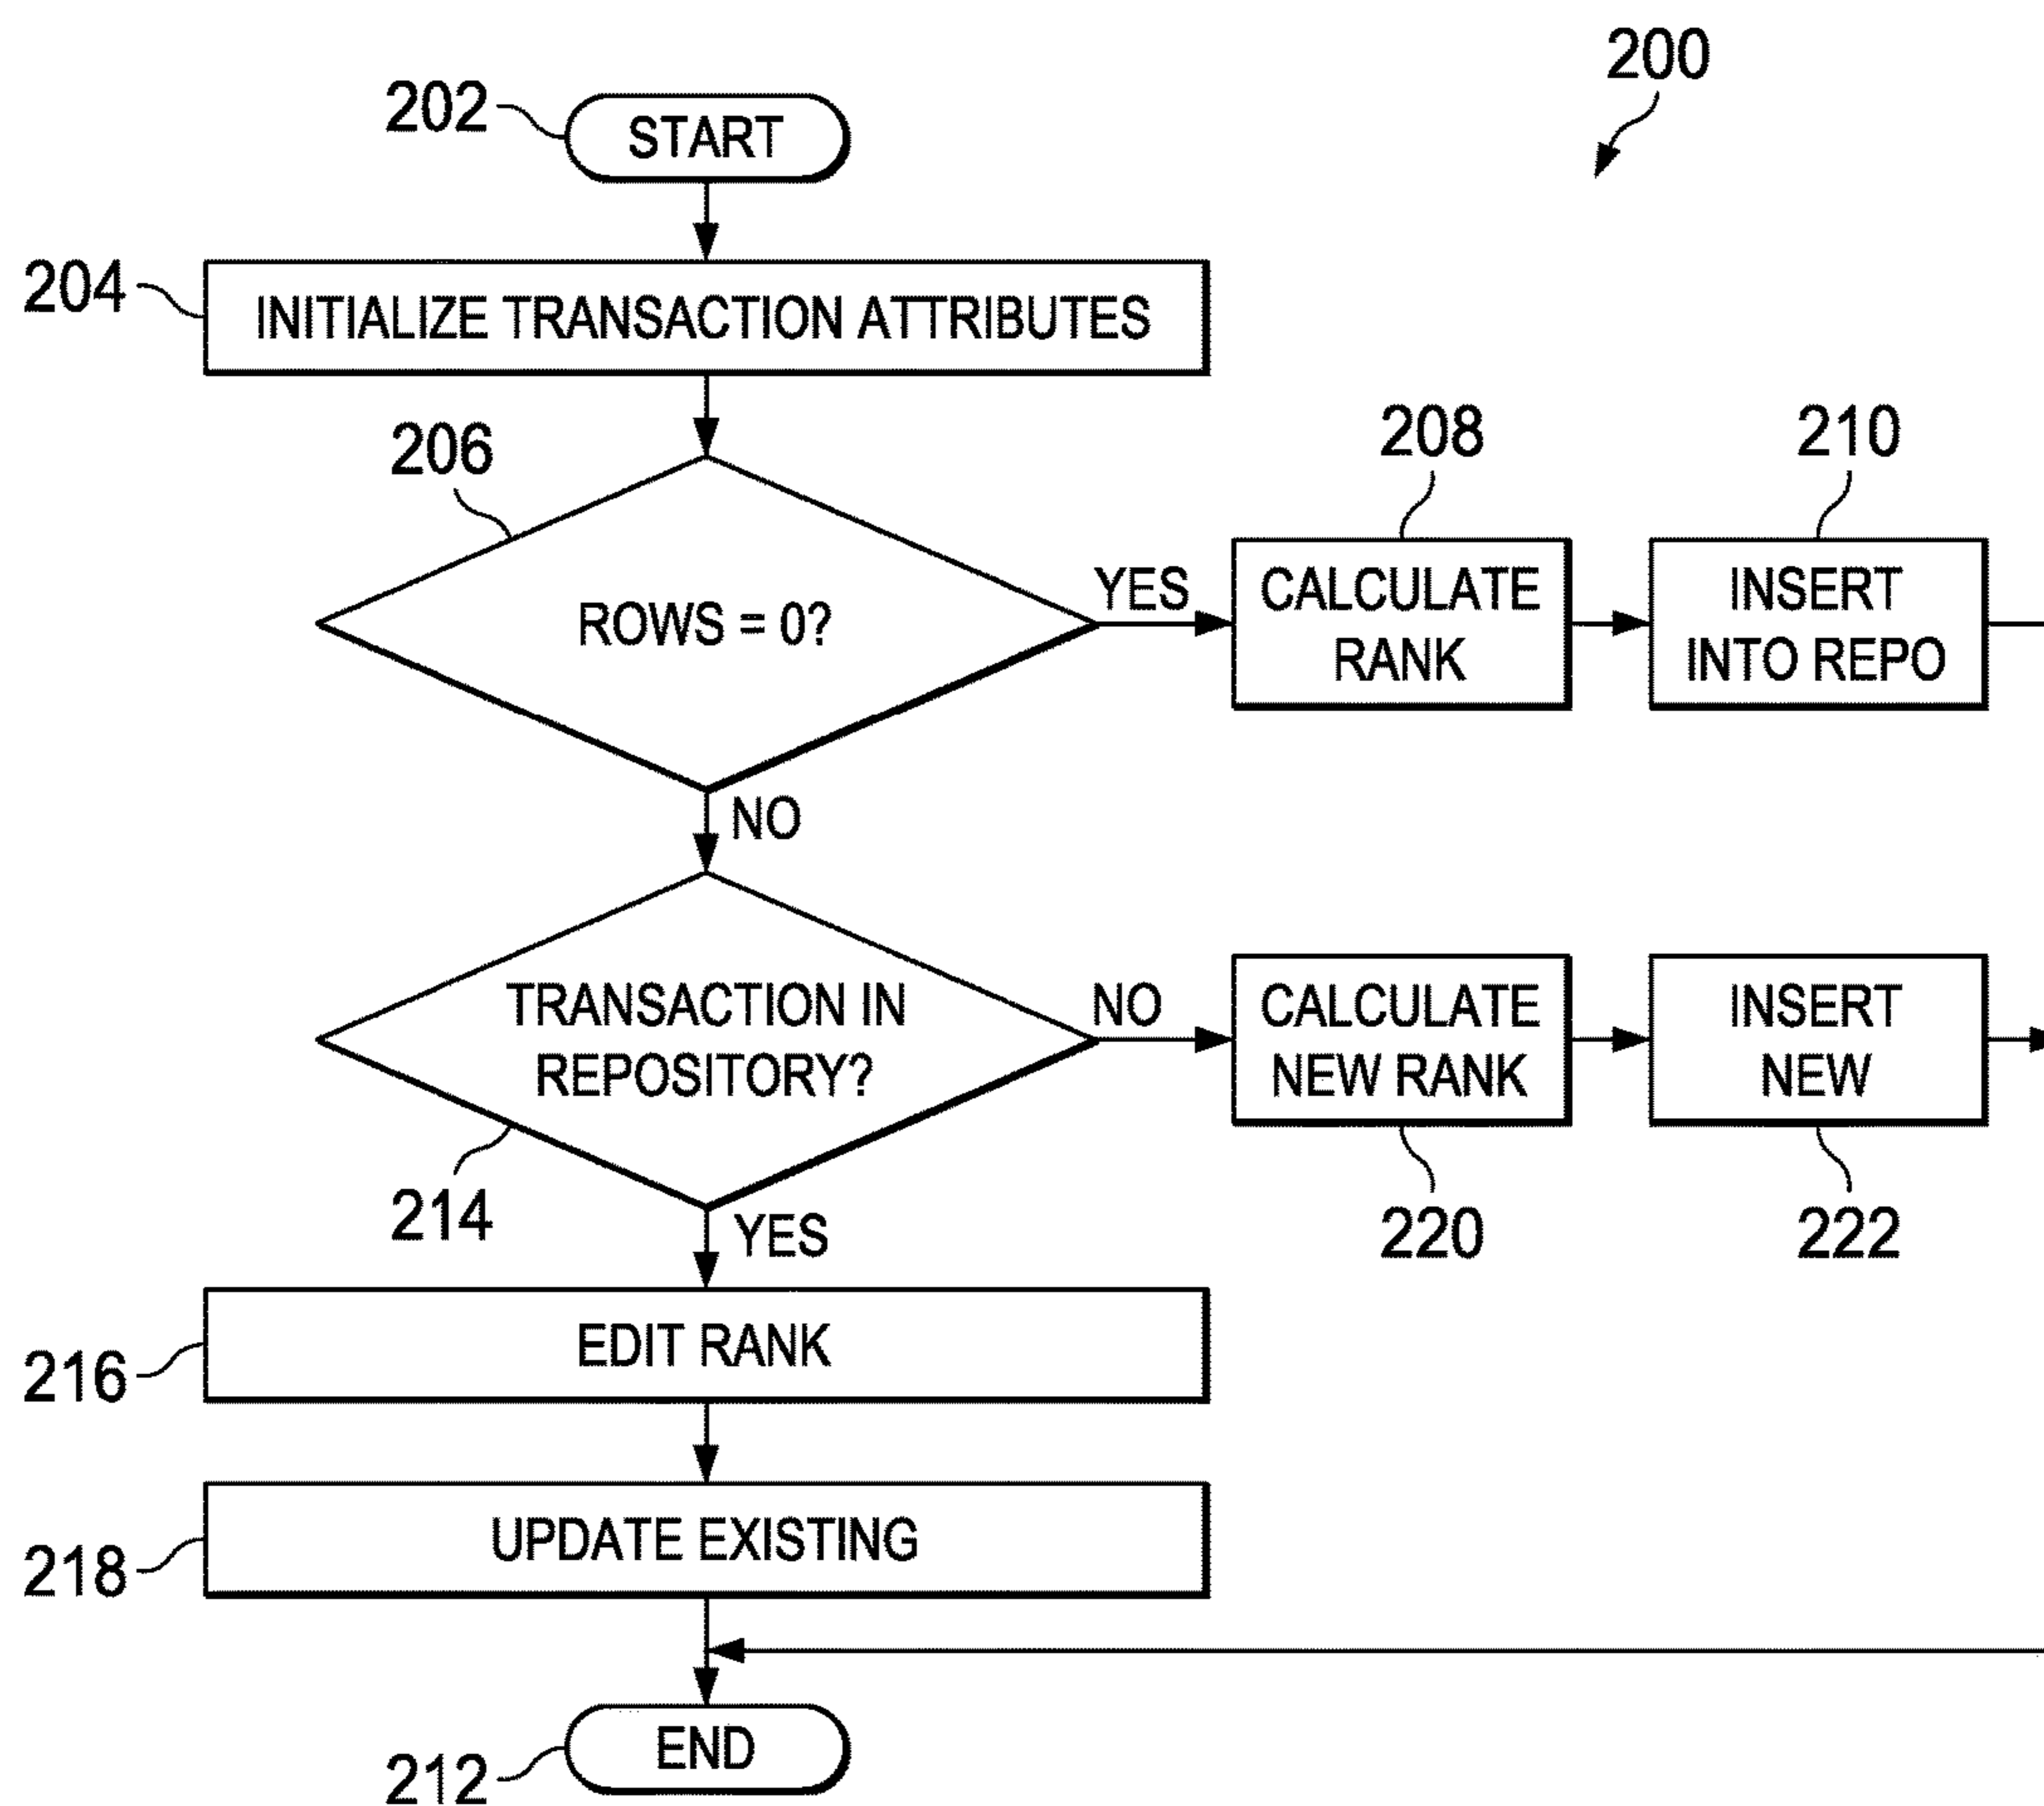 200
202
START
204
INITIALIZE TRANSACTION ATTRIBUTES
206
ROWS = 0?
YES
208
CALCULATE
RANK
210
INSERT
INTO REPO
NO
TRANSACTION IN
REPOSITORY?
214
NO
CALCULATE
NEW RANK
220
INSERT
NEW
222
YES
216
EDIT RANK
218
UPDATE EXISTING
212
END